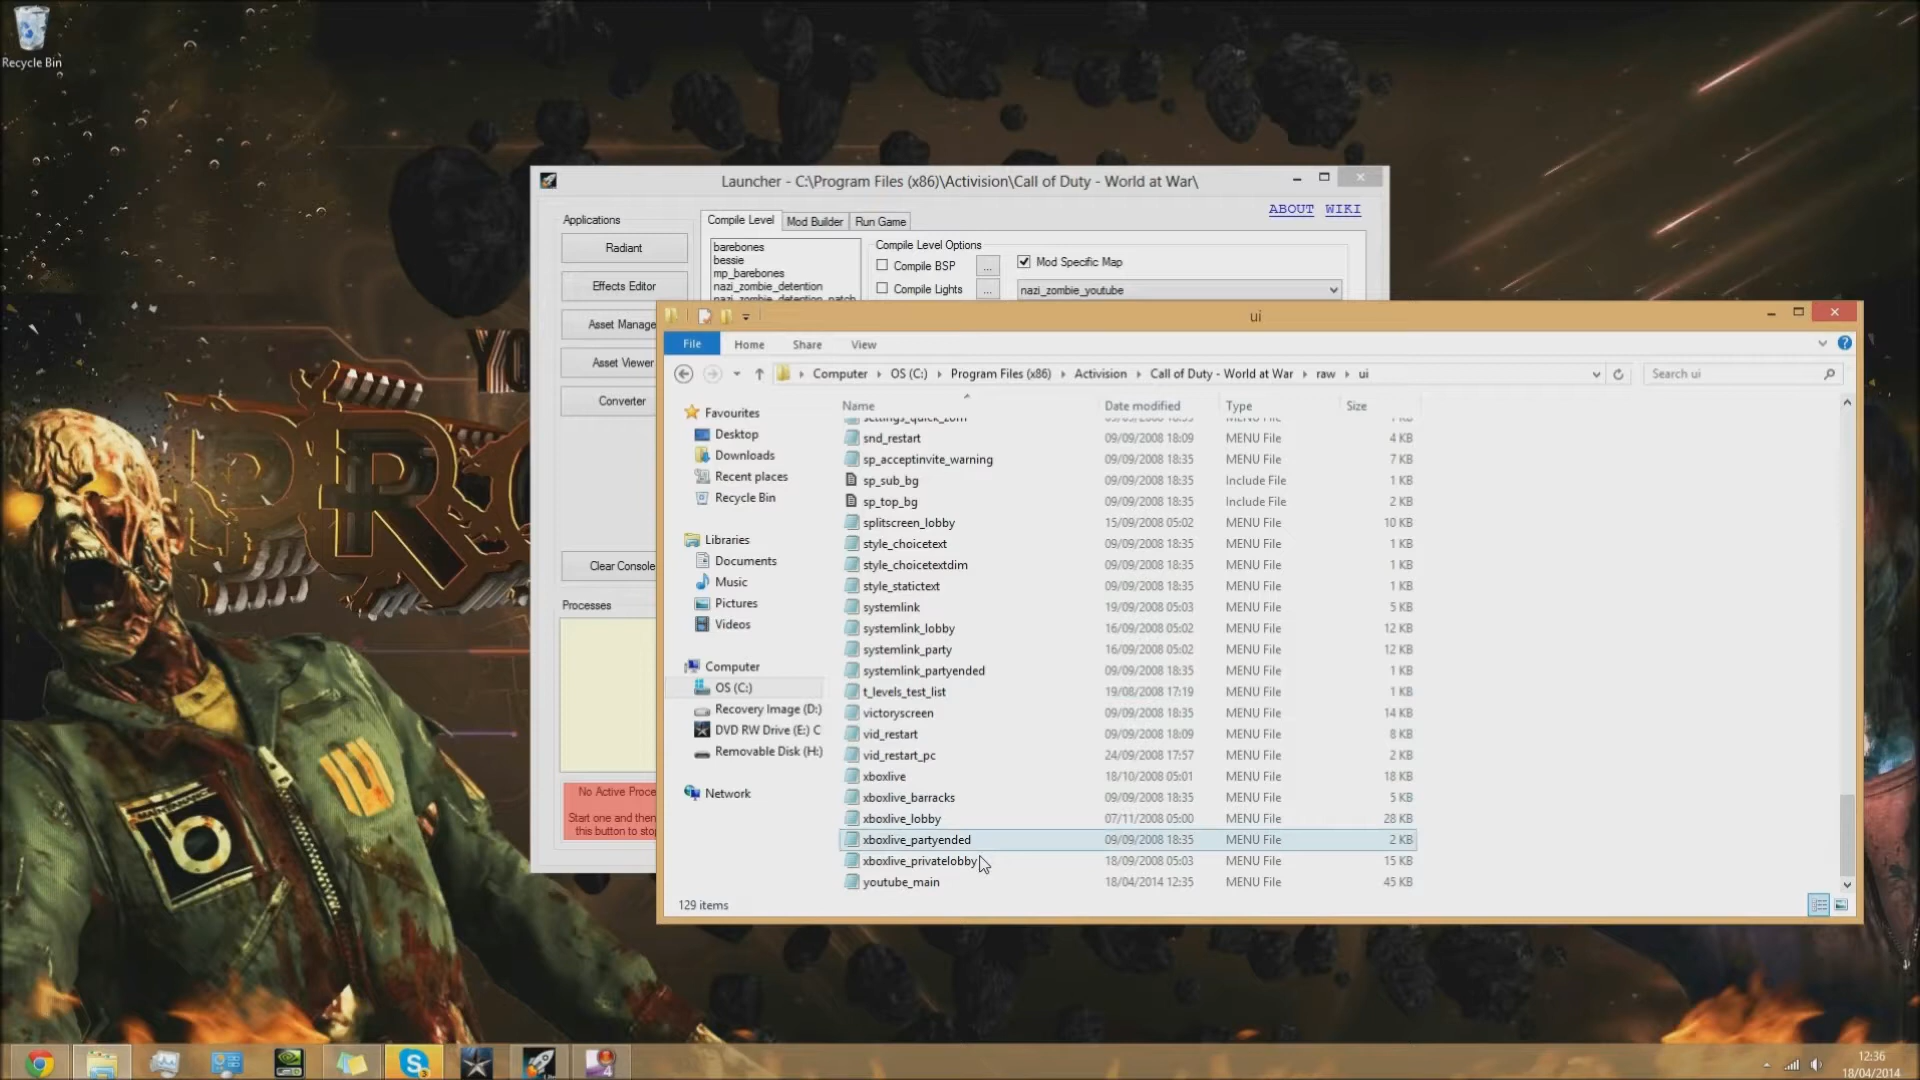 Recycle Bin
Launcher - C:\Program Files (x86)\Activision\Call of Duty - World at War\
ABOUT WIKI
Applications
Compile Level Mod Builder Run Game
Radiant
Effects Editor
Asset Manage
Asset Viewer
Converter
Clear Console
Processes
No Active Proce
Start one and then
this button to stop
barebones
bessie
mp_barebones
nazi_zombie_detention
nazi_zombie_detention_patch
Compile Level Options
Compile BSP ...
Compile Lights ...
Mod Specific Map
nazi_zombie_youtube
ui
File Home Share View
Computer OS (C:) Program Files (x86) Activision Call of Duty - World at War raw ui
Search ui
Favourites
Desktop
Downloads
Recent places
Recycle Bin
Libraries
Documents
Music
Pictures
Videos
Computer
OS (C:)
Recovery Image (D:)
DVD RW Drive (E:) C
Removable Disk (H:)
Network
Name Date modified Type Size
snd_restart 09/09/2008 18:09 MENU File 4 KB
sp_acceptinvite_warning 09/09/2008 18:35 MENU File 7 KB
sp_sub_bg 09/09/2008 18:35 Include File 1 KB
sp_top_bg 09/09/2008 18:35 Include File 2 KB
splitscreen_lobby 15/09/2008 05:02 MENU File 10 KB
style_choicetext 09/09/2008 18:35 MENU File 1 KB
style_choicetextdim 09/09/2008 18:35 MENU File 1 KB
style_statictext 09/09/2008 18:35 MENU File 1 KB
systemlink 19/09/2008 05:03 MENU File 5 KB
systemlink_lobby 16/09/2008 05:02 MENU File 12 KB
systemlink_party 16/09/2008 05:02 MENU File 12 KB
systemlink_partyended 09/09/2008 18:35 MENU File 1 KB
t_levels_test_list 19/08/2008 17:19 MENU File 1 KB
victoryscreen 09/09/2008 18:35 MENU File 14 KB
vid_restart 09/09/2008 18:09 MENU File 8 KB
vid_restart_pc 24/09/2008 17:57 MENU File 2 KB
xboxlive 18/10/2008 05:01 MENU File 18 KB
xboxlive_barracks 09/09/2008 18:35 MENU File 5 KB
xboxlive_lobby 07/11/2008 05:00 MENU File 28 KB
xboxlive_partyended 09/09/2008 18:35 MENU File 2 KB
xboxlive_privatelobby 18/09/2008 05:03 MENU File 15 KB
youtube_main 18/04/2014 12:35 MENU File 45 KB
129 items
12:36
18/04/2014